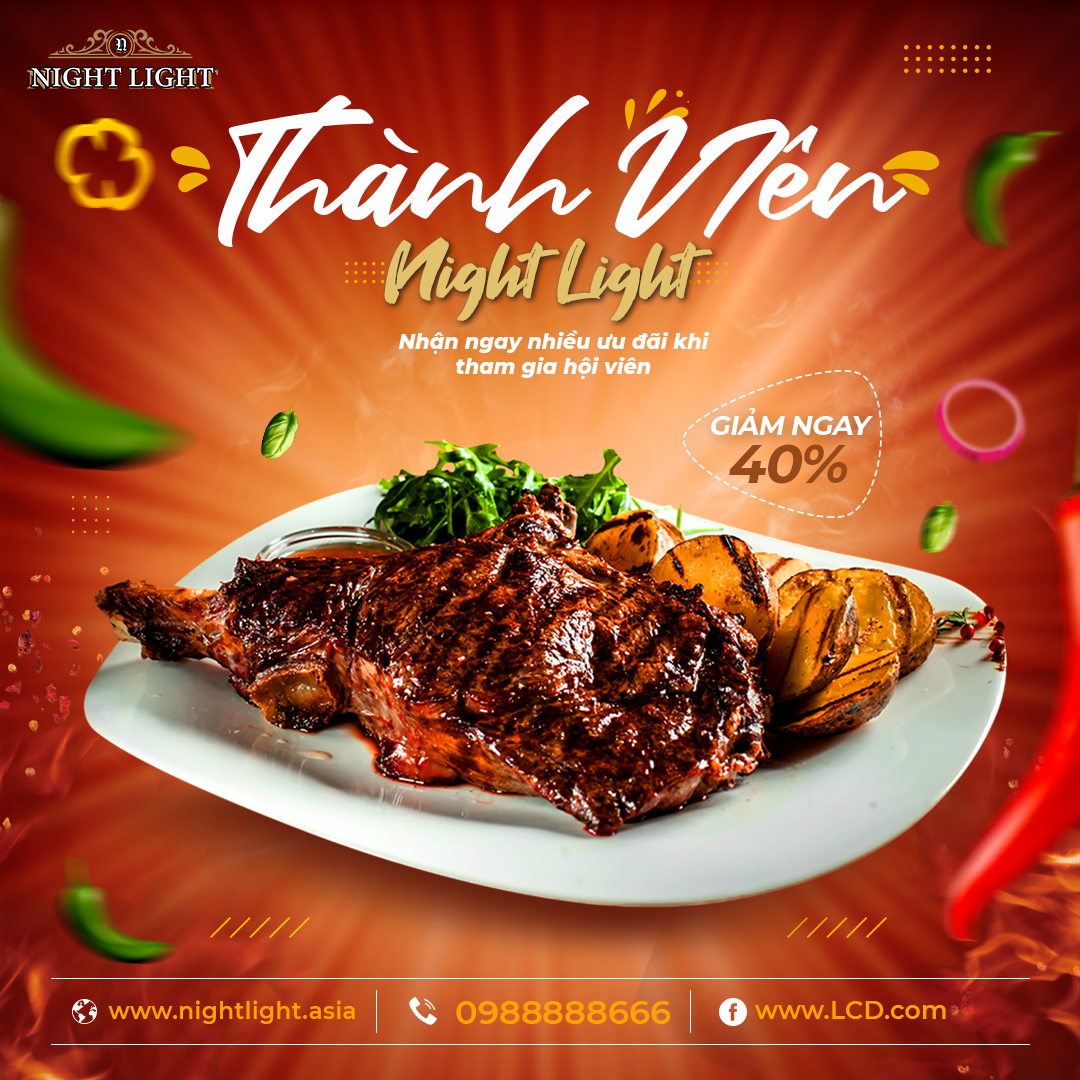 n
NIGHT LIGHT
Thành Viên
Night Light
Nhận ngay nhiều ưu đãi khi
tham gia hội viên
GIẢM NGAY
40%
www.nightlight.asia
0988888666
www.LCD.com